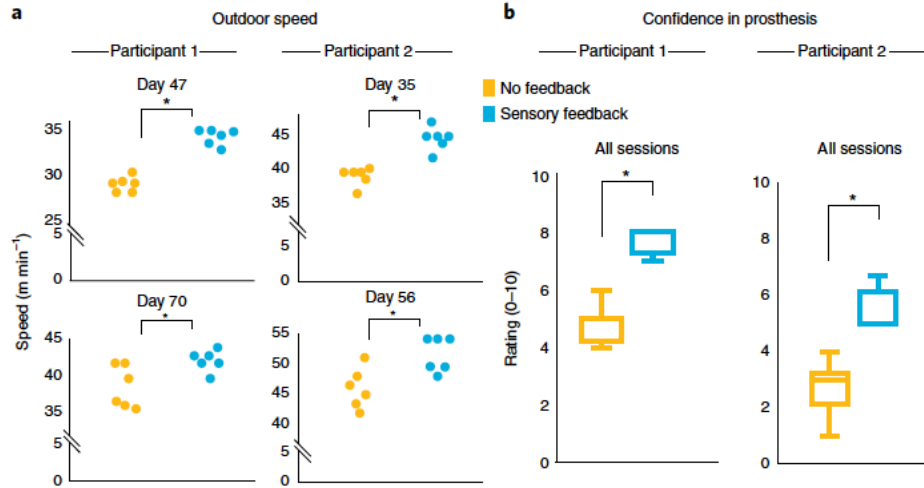 a
Outdoor speed
Participant 1
Participant 2
Day 47
Day 35
*
*
35
30
25
5
0
45
40
35
5
0
Speed (m min⁻¹)
Day 70
Day 56
*
*
45
40
35
5
0
55
50
45
40
5
0
b
Confidence in prosthesis
Participant 1
Participant 2
No feedback
Sensory feedback
All sessions
All sessions
*
*
10
8
6
4
2
0
10
8
6
4
2
0
Rating (0–10)